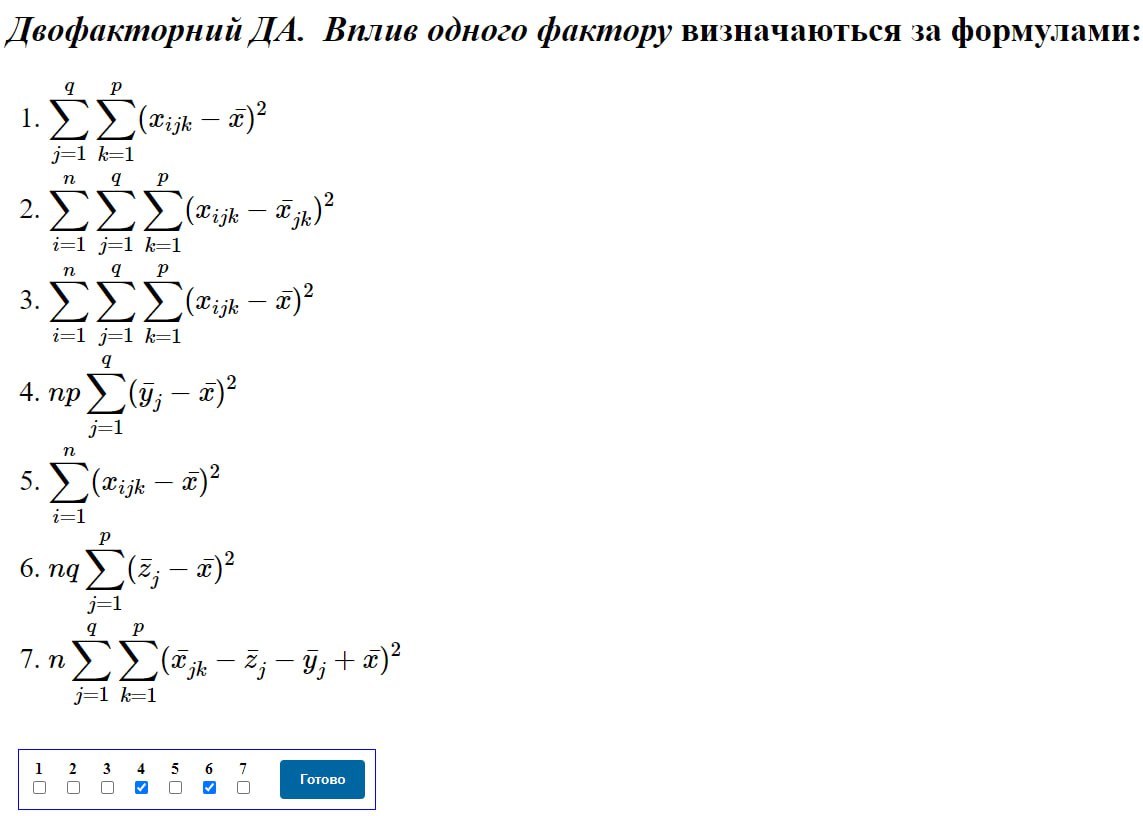 Двофакторний ДА. Вплив одного фактору визначаються за формулами:
1. $\sum_{j=1}^{q} \sum_{k=1}^{p} (x_{ijk} - \bar{x})^2$
2. $\sum_{i=1}^{n} \sum_{j=1}^{q} \sum_{k=1}^{p} (x_{ijk} - \bar{x}_{jk})^2$
3. $\sum_{i=1}^{n} \sum_{j=1}^{q} \sum_{k=1}^{p} (x_{ijk} - \bar{x})^2$
4. $np \sum_{j=1}^{q} (\bar{y}_j - \bar{x})^2$
5. $\sum_{i=1}^{n} (x_{ijk} - \bar{x})^2$
6. $nq \sum_{j=1}^{p} (\bar{z}_j - \bar{x})^2$
7. $n \sum_{j=1}^{q} \sum_{k=1}^{p} (\bar{x}_{jk} - \bar{z}_j - \bar{y}_j + \bar{x})^2$
1 2 3 4 5 6 7
Готово